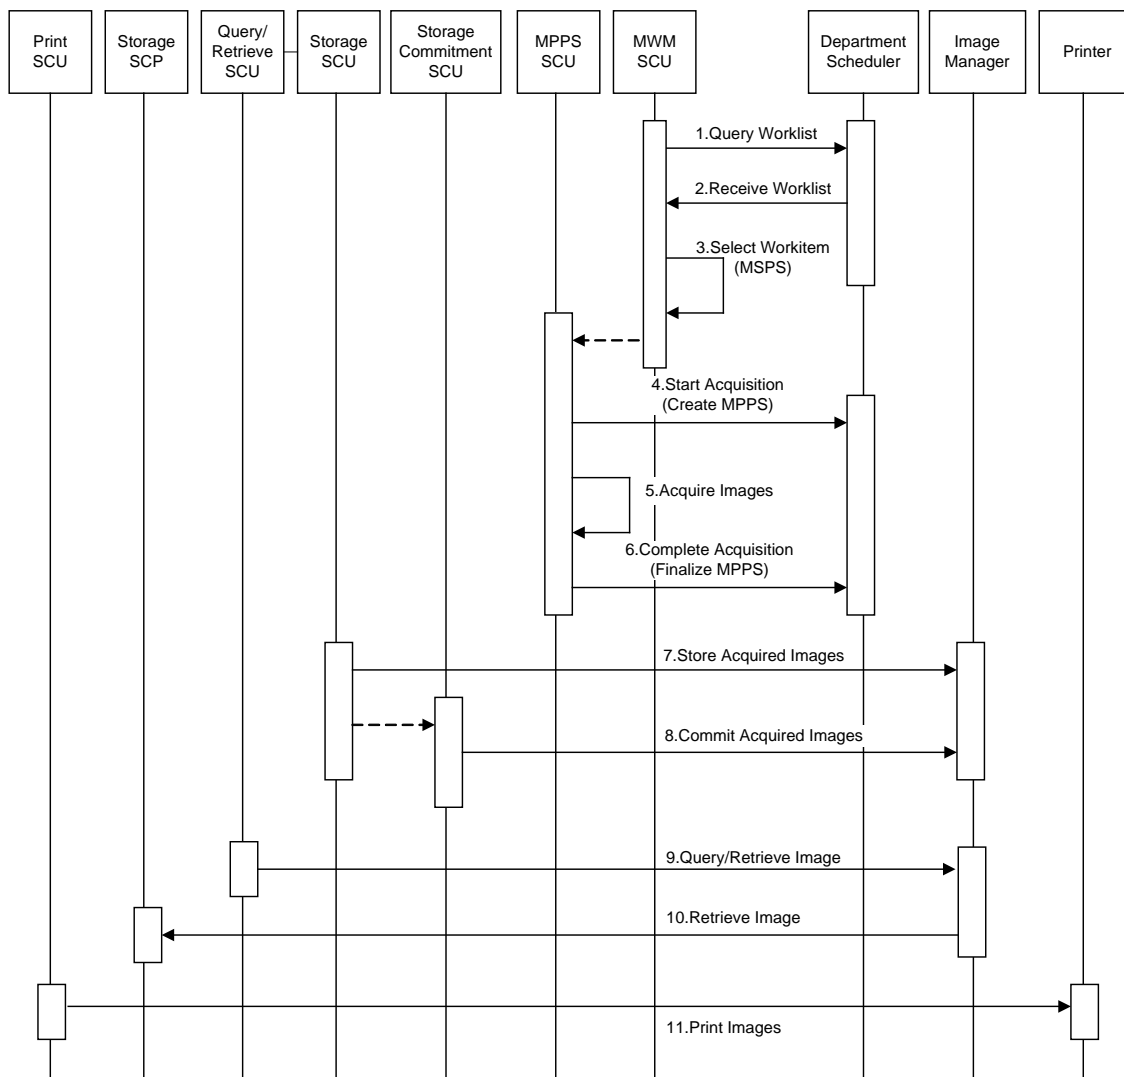 Print
SCU
Storage
SCP
Query/
Retrieve
SCU
Storage
SCU
Storage
Commitment
SCU
MPPS
SCU
MWM
SCU
Department
Scheduler
Image
Manager
Printer
1.Query Worklist
2.Receive Worklist
3.Select Workitem
(MSPS)
4.Start Acquisition
(Create MPPS)
5.Acquire Images
6.Complete Acquisition
(Finalize MPPS)
7.Store Acquired Images
8.Commit Acquired Images
9.Query/Retrieve Image
10.Retrieve Image
11.Print Images